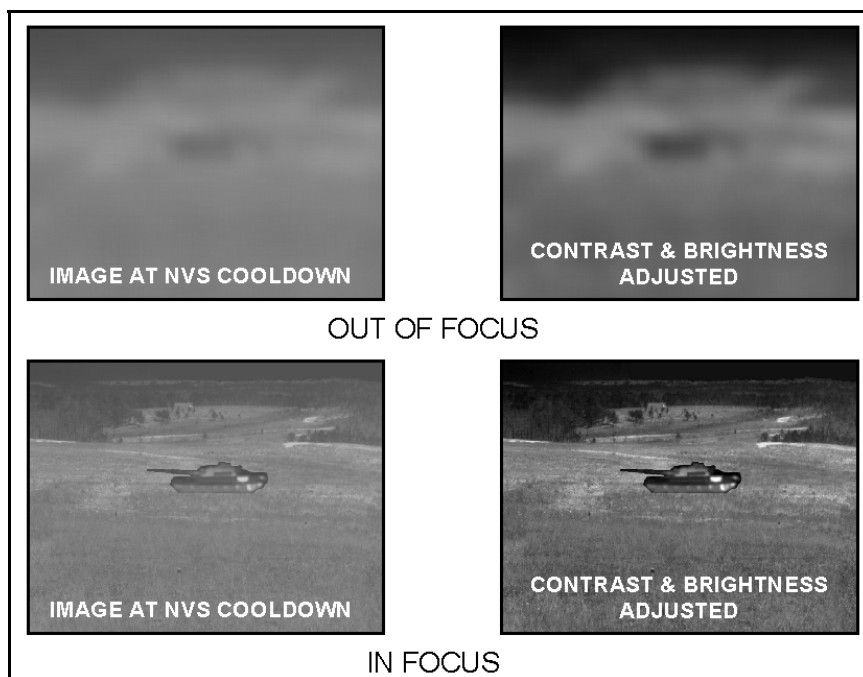 IMAGE AT NVS COOLDOWN
CONTRAST & BRIGHTNESS
ADJUSTED
OUT OF FOCUS
IMAGE AT NVS COOLDOWN
CONTRAST & BRIGHTNESS
ADJUSTED
IN FOCUS